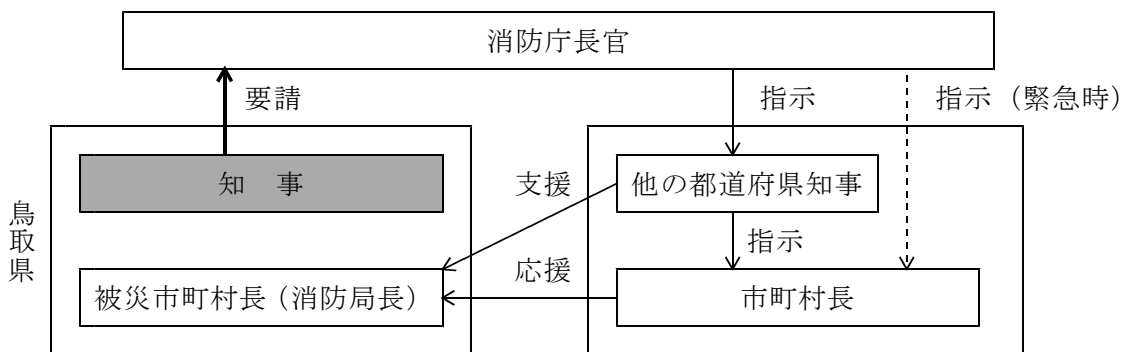 消防庁長官
要請
指示
指示（緊急時）
鳥取県
知　事
支援
他の都道府県知事
指示
応援
被災市町村長（消防局長）
市町村長